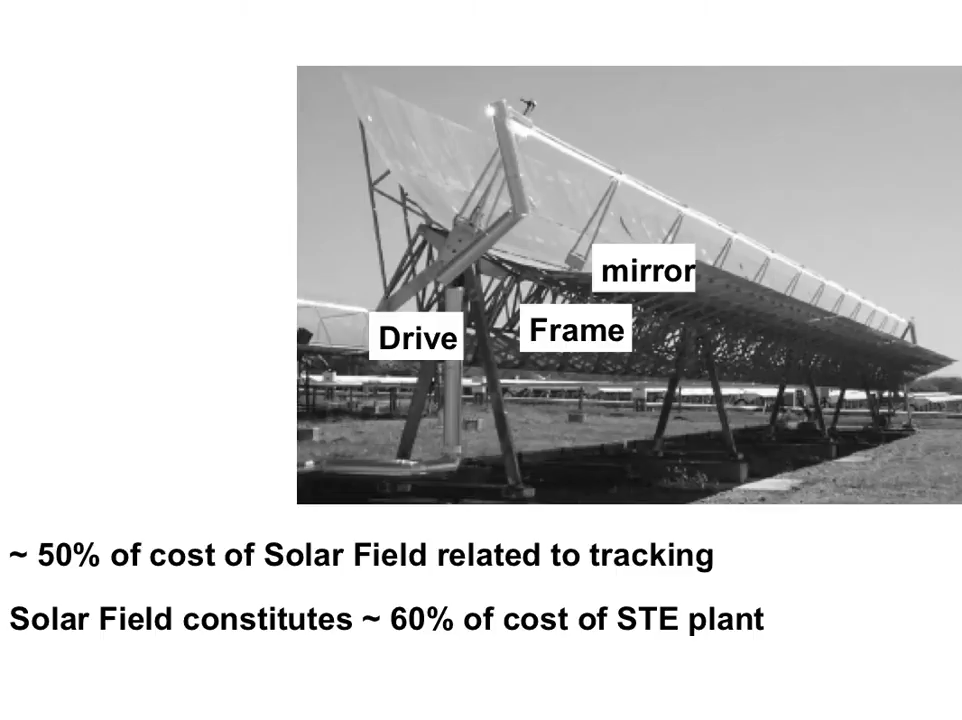 mirror
Frame
Drive
~ 50% of cost of Solar Field related to tracking
Solar Field constitutes ~ 60% of cost of STE plant